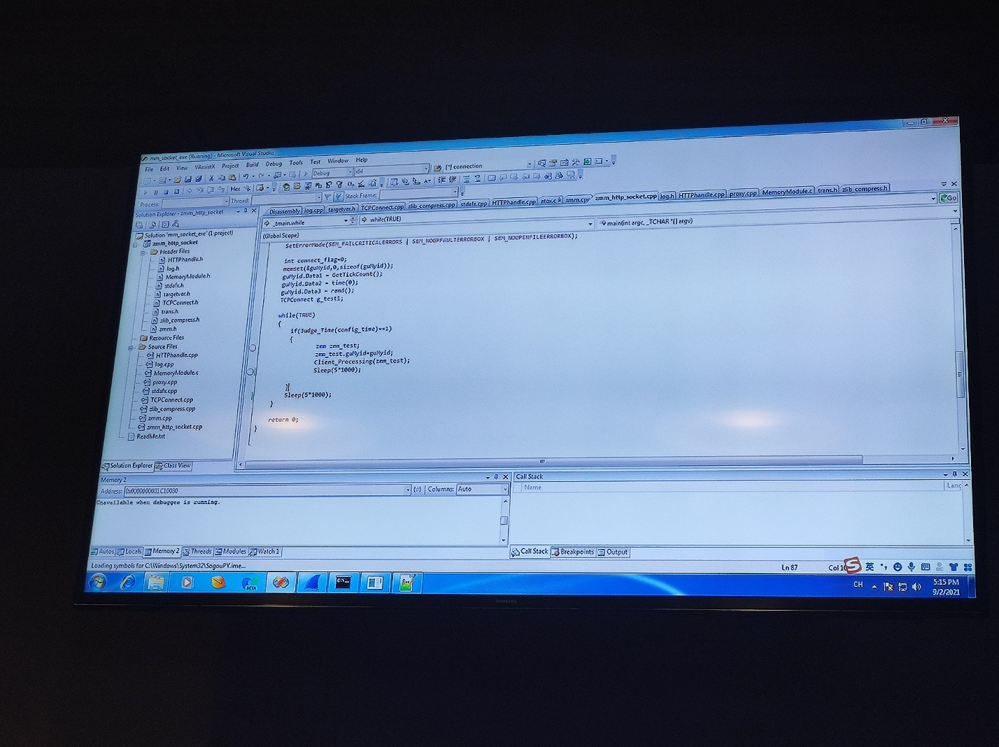 mm_socket_exe (Running) - Microsoft Visual Studio
File Edit View VAssistX Project Build Debug Tools Test Window Help
Debug x64 connection
Hex
Process: Thread: Stack Frame:
Solution Explorer - zmm_http_socket
Disassembly log.cpp targetver.h TCPConnect.cpp zlib_compress.cpp stdafx.cpp HTTPhandle.cpp atox.c zmm.cpp zmm_http_socket.cpp log.h HTTPhandle.cpp proxy.cpp MemoryModule.c trans.h zlib_compress.h
_tmain.while while(TRUE) Go
(Global Scope) main(int argc, _TCHAR *[] argv)
Solution 'mm_socket_exe' (1 project)
zmm_http_socket
Header Files
HTTPhandle.h
log.h
MemoryModule.h
stdafx.h
targetver.h
TCPConnect.h
trans.h
zlib_compress.h
zmm.h
Resource Files
Source Files
HTTPhandle.cpp
log.cpp
MemoryModule.c
proxy.cpp
stdafx.cpp
TCPConnect.cpp
zlib_compress.cpp
zmm.cpp
zmm_http_socket.cpp
ReadMe.txt
Solution Explorer Class View
SetErrorMode(SEM_FAILCRITICALERRORS | SEM_NOGPFAULTERRORBOX | SEM_NOOPENFILEERRORBOX);
int connect_flag=0;
memset(&guMyid,0,sizeof(guMyid));
guMyid.Data1 = GetTickCount();
guMyid.Data2 = time(0);
guMyid.Data3 = rand();
TCPConnect g_test1;
while(TRUE)
{
if(Judge_Time(config_time)==1)
{
zmm zmm_test;
zmm_test.guMyid=guMyid;
Client_Processing(zmm_test);
Sleep(5*1000);
}
Sleep(5*1000);
}
return 0;
}
Memory 2
Address: 0x0000000001C10030 Columns: Auto
Unavailable when debuggee is running.
Autos Locals Memory 2 Threads Modules Watch 1
Call Stack
Name Lang
Call Stack Breakpoints Output
Loading symbols for C:\Windows\System32\SogouPY.ime...
Ln 87 Col 10
S 英
BETA
CH
5:15 PM
9/2/2021
SAMSUNG